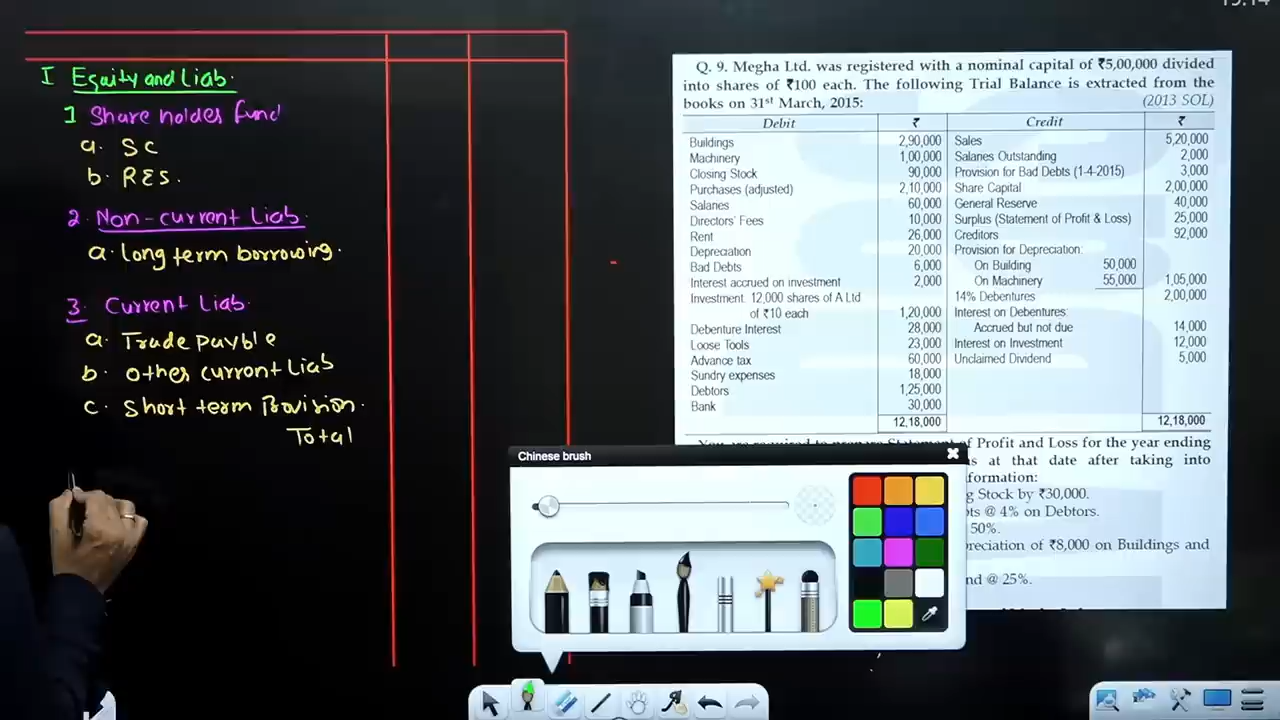 I Equity and Liab.
1 Share holder fund
a. SC
b. RES.
2. Non-current Liab.
a. long term borrowing.
3. Current Liab.
a. Trade payble
b. other current Liab
c. short term Provision.
Total
Q. 9. Megha Ltd. was registered with a nominal capital of ₹5,00,000 divided
into shares of ₹100 each. The following Trial Balance is extracted from the
books on 31st March, 2015: (2013 SOL)
Debit ₹ Credit ₹
Buildings 2,90,000 Sales 5,20,000
Machinery 1,00,000 Salanes Outstanding 2,000
Closing Stock 90,000 Provision for Bad Debts (1-4-2015) 3,000
Purchases (adjusted) 2,10,000 Share Capital 2,00,000
Salanes 60,000 General Reserve 40,000
Directors' Fees 10,000 Surplus (Statement of Profit & Loss) 25,000
Rent 26,000 Creditors 92,000
Depreciation 20,000 Provision for Depreciation:
Bad Debts 6,000 On Building 50,000
Interest accrued on investment 2,000 On Machinery 55,000 1,05,000
Investment. 12,000 shares of A Ltd 14% Debentures 2,00,000
of ₹10 each 1,20,000 Interest on Debentures:
Debenture Interest 28,000 Accrued but not due 14,000
Loose Tools 23,000 Interest on Investment 12,000
Advance tax 60,000 Unclaimed Dividend 5,000
Sundry expenses 18,000
Debtors 1,25,000
Bank 30,000
12,18,000 12,18,000
of Profit and Loss for the year ending
s at that date after taking into
formation:
g Stock by ₹30,000.
ts @ 4% on Debtors.
50%.
reciation of ₹8,000 on Buildings and
nd @ 25%.
Chinese brush